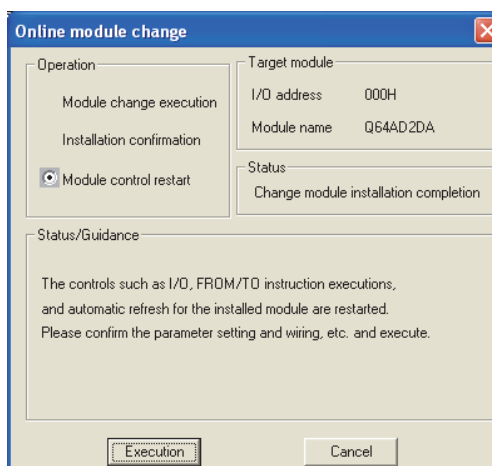 Online module change
Operation
Module change execution
Installation confirmation
Module control restart
Target module
I/O address 000H
Module name Q64AD2DA
Status
Change module installation completion
Status/Guidance
The controls such as I/O, FROM/TO instruction executions,
and automatic refresh for the installed module are restarted.
Please confirm the parameter setting and wiring, etc. and execute.
Execution
Cancel